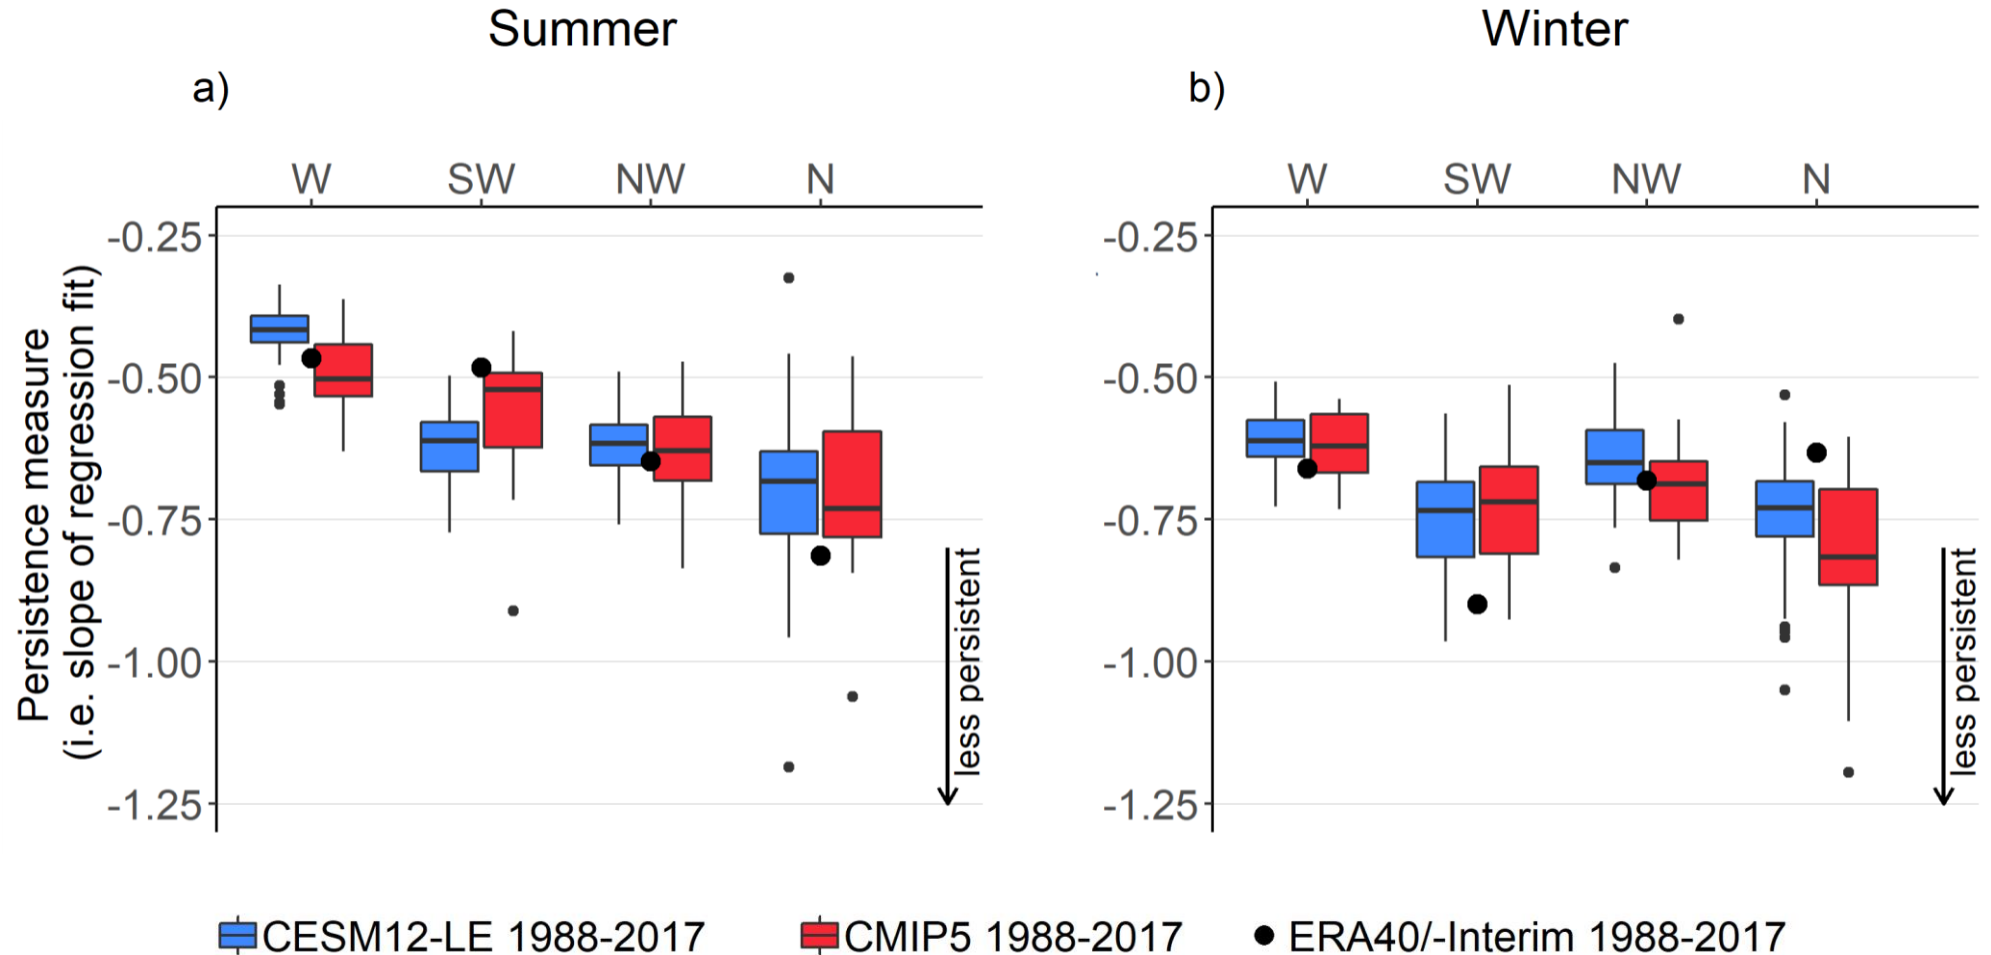 Summer
Winter
a)
b)
W SW NW N
W SW NW N
-0.25
-0.50
-0.75
-1.00
-1.25
-0.25
-0.50
-0.75
-1.00
-1.25
Persistence measure
(i.e. slope of regression fit)
less persistent
less persistent
CESM12-LE 1988-2017
CMIP5 1988-2017
ERA40/-Interim 1988-2017